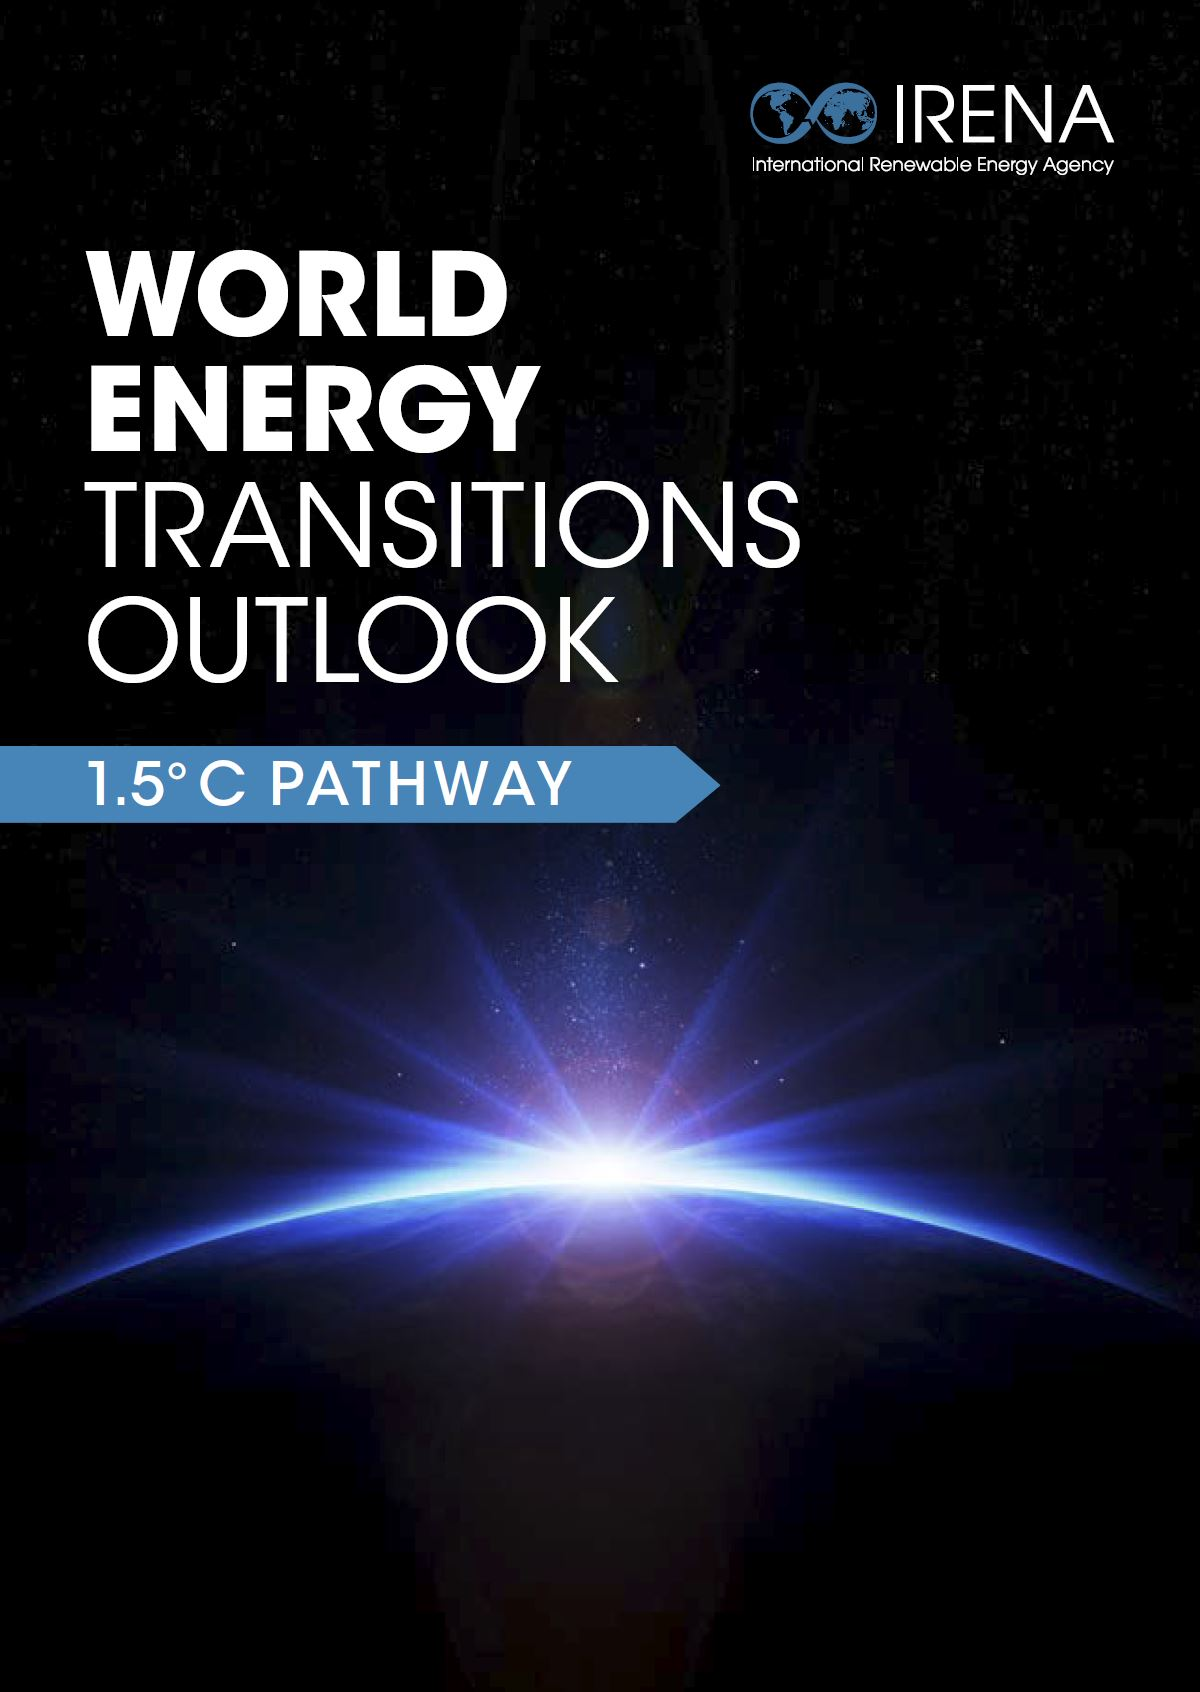 IRENA
International Renewable Energy Agency
WORLD
ENERGY
TRANSITIONS
OUTLOOK
1.5° C PATHWAY